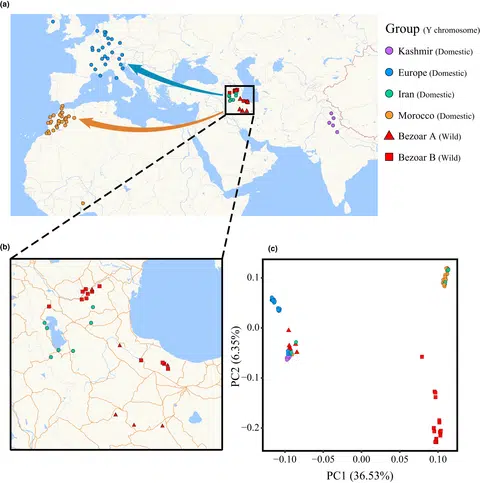 (a)
Group (Y chromosome)
Kashmir (Domestic)
Europe (Domestic)
Iran (Domestic)
Morocco (Domestic)
Bezoar A (Wild)
Bezoar B (Wild)
(b)
(c)
0.1
0.0
−0.1
−0.2
PC2 (6.35%)
−0.10
−0.05
0.00
0.05
0.10
PC1 (36.53%)